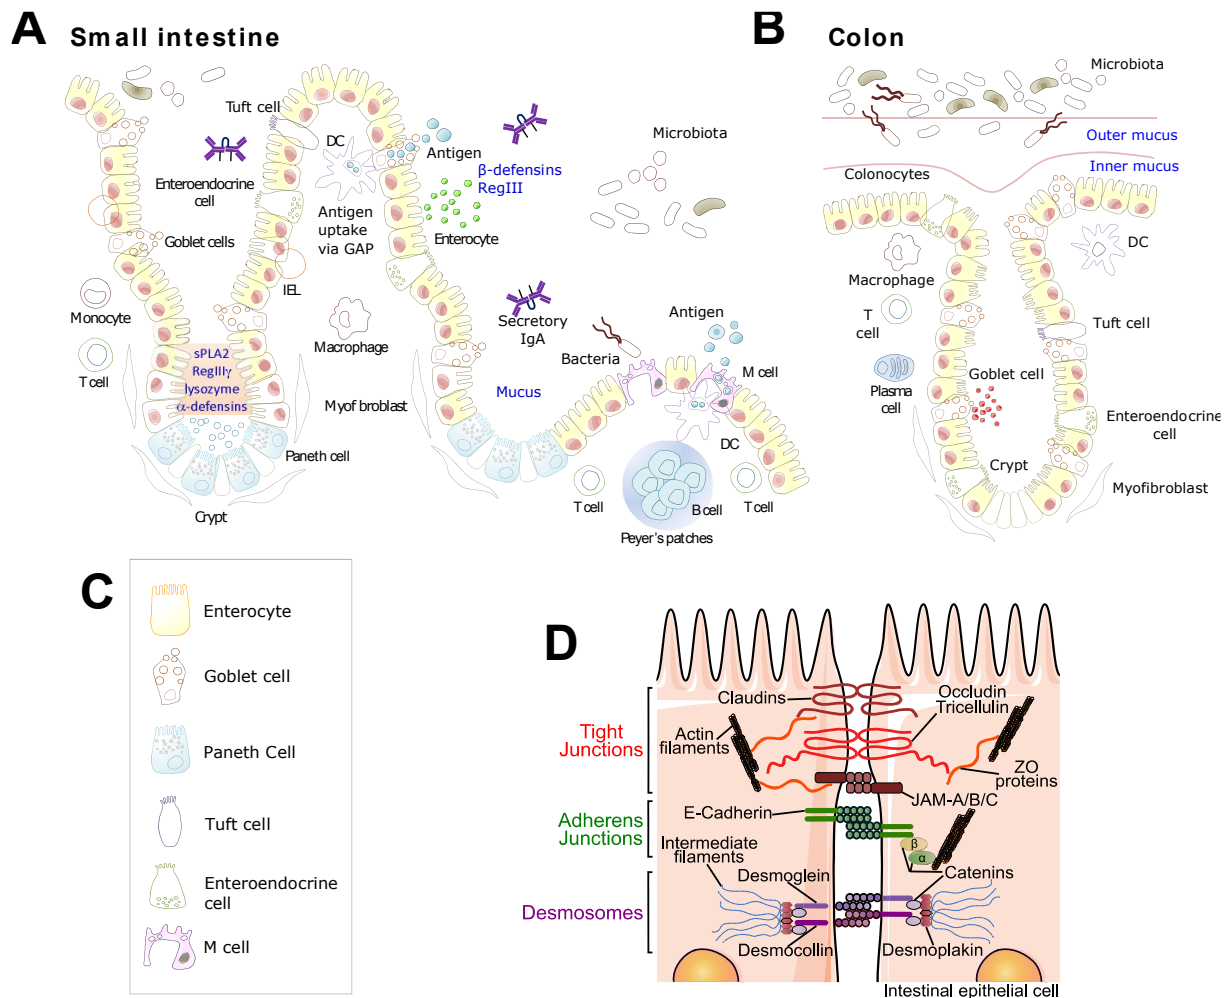 A
Small intestine
Tuft cell
DC
Antigen
β-defensins
RegIII
Enteroendocrine
cell
Antigen
uptake
via GAP
Enterocyte
Goblet cells
IEL
Monocyte
Macrophage
T cell
sPLA2
RegIIIγ
lysozyme
α-defensins
Myof broblast
Paneth cell
Crypt
Microbiota
Secretory
IgA
Antigen
Bacteria
M cell
Mucus
DC
T cell
B cell
T cell
Peyer's patches
B
Colon
Microbiota
Outer mucus
Inner mucus
Colonocytes
DC
Macrophage
T
cell
Tuft cell
Plasma
cell
Goblet cell
Enteroendocrine
cell
Crypt
Myofibroblast
C
Enterocyte
Goblet cell
Paneth Cell
Tuft cell
Enteroendocrine
cell
M cell
D
Claudins
Occludin
Tricellulin
Tight
Junctions
Actin
filaments
ZO
proteins
JAM-A/B/C
Adherens
Junctions
E-Cadherin
β
α
Intermediate
filaments
Desmoglein
Catenins
Desmosomes
Desmocollin
Desmoplakin
Intestinal epithelial cell